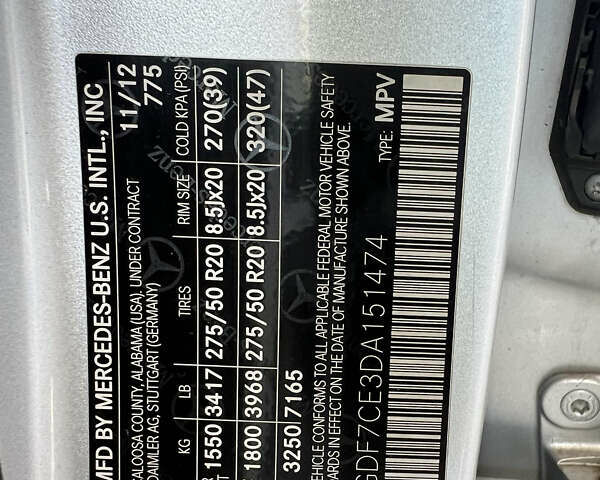 MFD BY MERCEDES-BENZ U.S. INTL., INC
11/12
775
KALOOSA COUNTY, ALABAMA (USA), UNDER CONTRACT
DAIMLER AG, STUTTGART (GERMANY)
KG LB TIRES RIM SIZE COLD KPA(PSI)
1550 3417 275/50 R20 8.5Jx20 270(39)
1800 3968 275/50 R20 8.5Jx20 320(47)
3250 7165
VEHICLE CONFORMS TO ALL APPLICABLE FEDERAL MOTOR VEHICLE SAFETY
ARDS IN EFFECT ON THE DATE OF MANUFACTURE SHOWN ABOVE.
TYPE: MPV
GDF7CE3DA151474